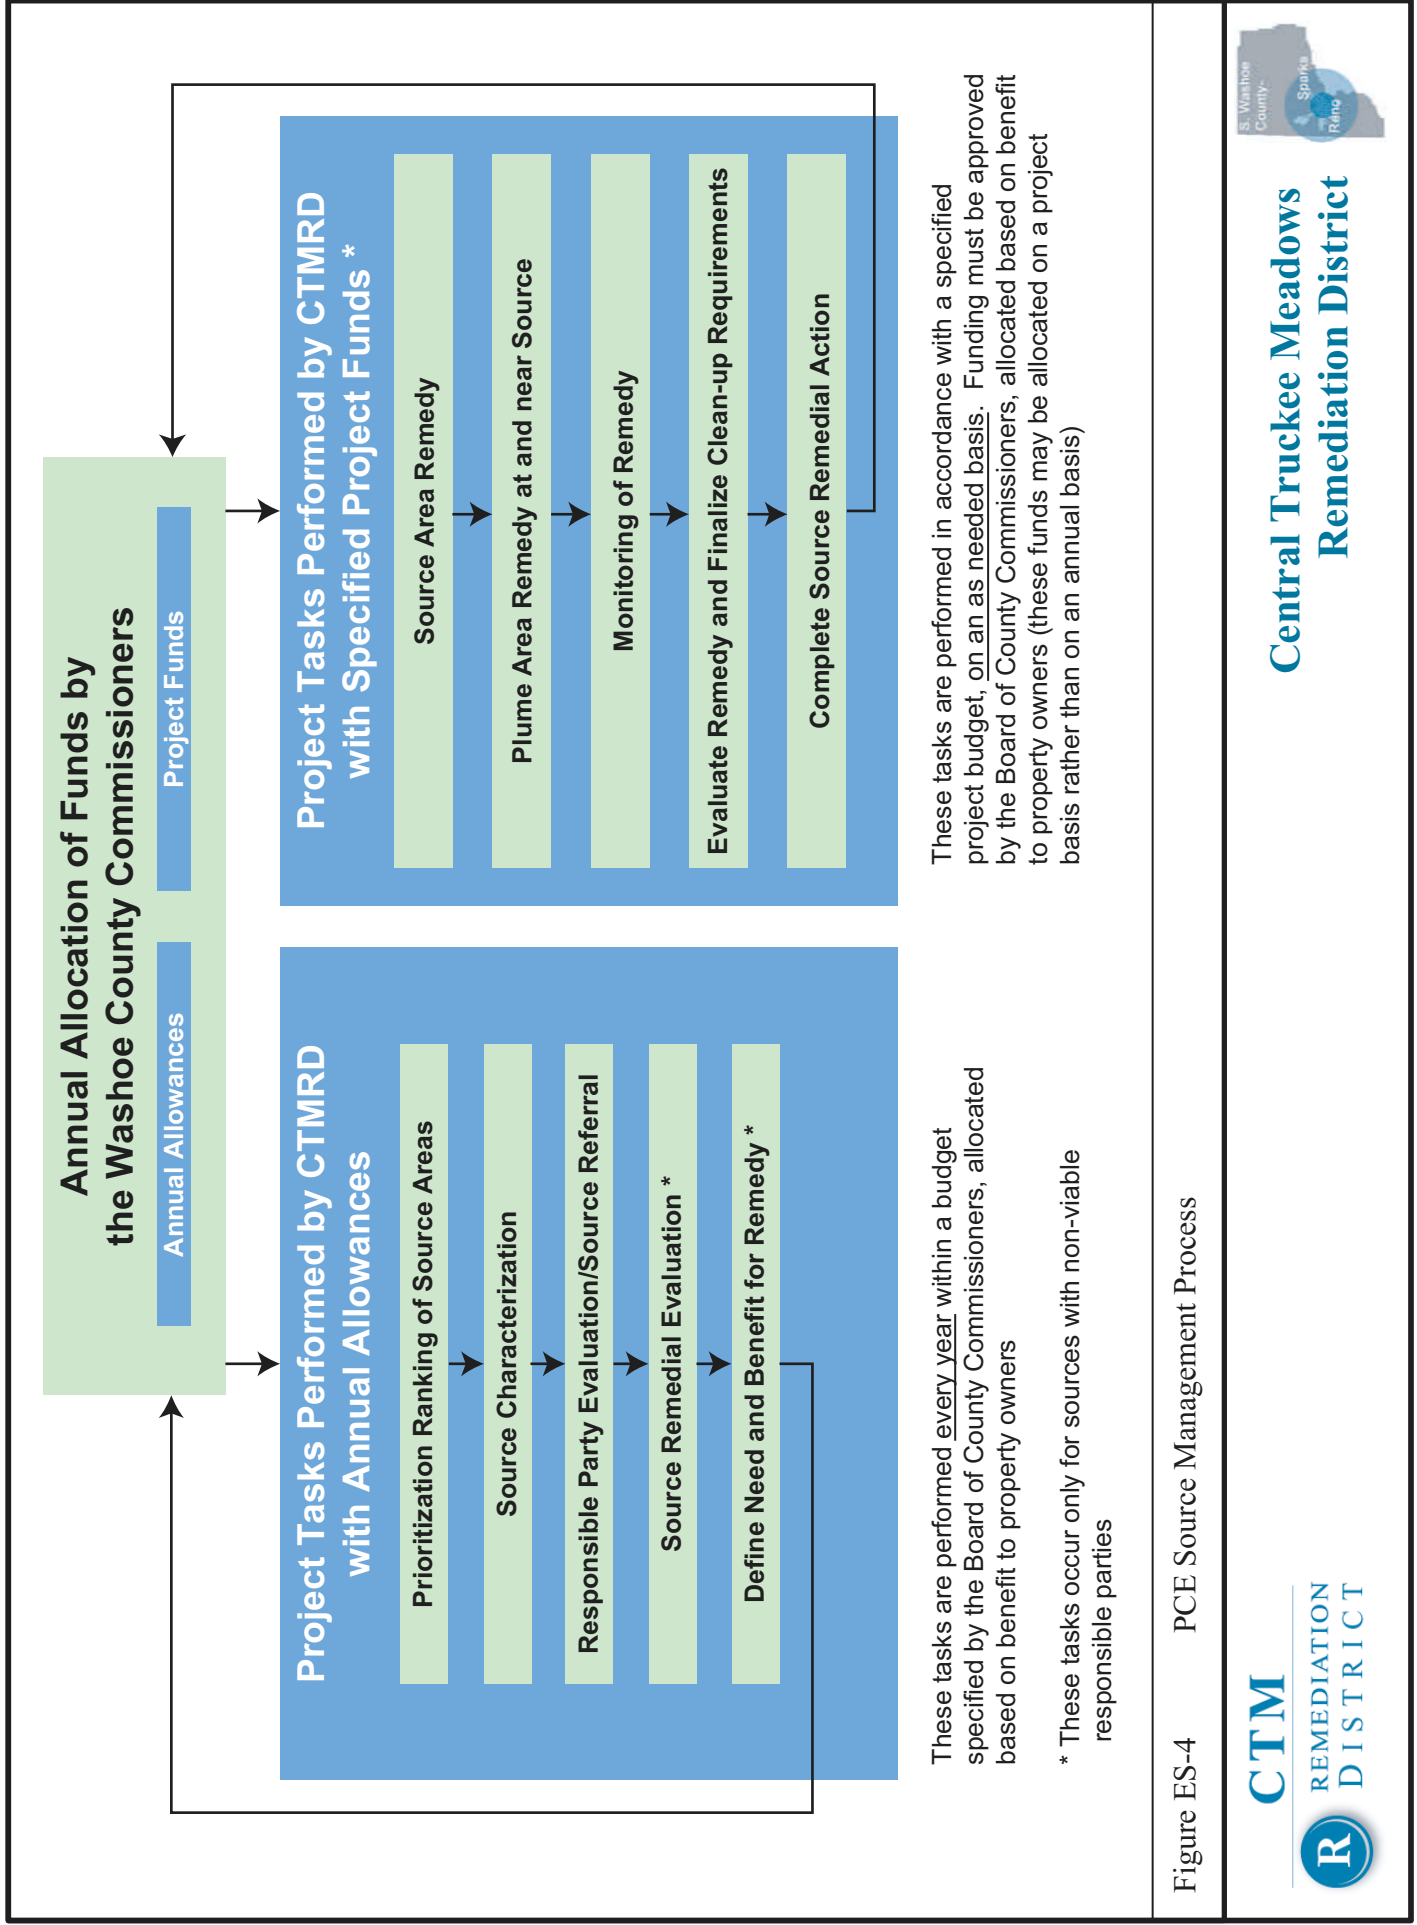 Annual Allocation of Funds by
the Washoe County Commissioners
Annual Allowances
Project Funds
Project Tasks Performed by CTMRD
with Annual Allowances
Prioritization Ranking of Source Areas
Source Characterization
Responsible Party Evaluation/Source Referral
Source Remedial Evaluation *
Define Need and Benefit for Remedy *
Project Tasks Performed by CTMRD
with Specified Project Funds *
Source Area Remedy
Plume Area Remedy at and near Source
Monitoring of Remedy
Evaluate Remedy and Finalize Clean-up Requirements
Complete Source Remedial Action
These tasks are performed every year within a budget
specified by the Board of County Commissioners, allocated
based on benefit to property owners
* These tasks occur only for sources with non-viable
responsible parties
These tasks are performed in accordance with a specified
project budget, on an as needed basis.  Funding must be approved
by the Board of County Commissioners, allocated based on benefit
to property owners (these funds may be allocated on a project
basis rather than on an annual basis)
Figure ES-4 PCE Source Management Process
R
CTM
REMEDIATION
DISTRICT
Central Truckee Meadows
Remediation District
S. Washoe
County-
Sparks
Reno